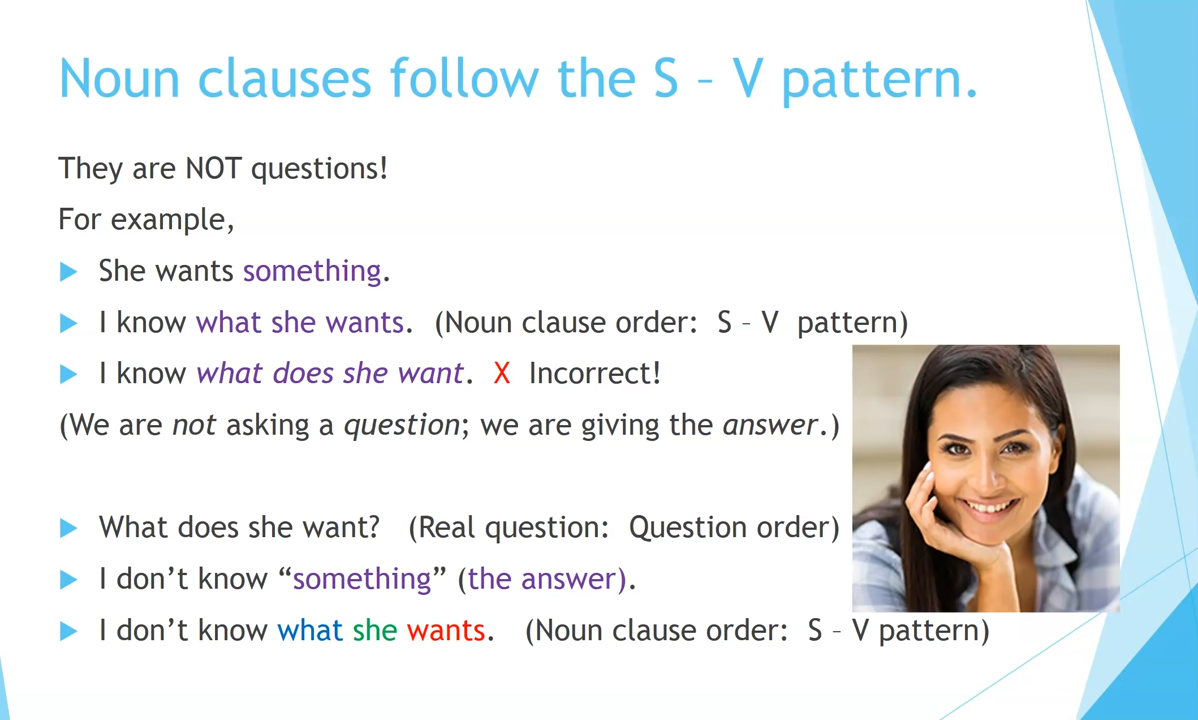 Noun clauses follow the S – V pattern.
They are NOT questions!
For example,
She wants something.
I know what she wants. (Noun clause order: S – V pattern)
I know what does she want. X Incorrect!
(We are not asking a question; we are giving the answer.)
What does she want? (Real question: Question order)
I don’t know “something” (the answer).
I don’t know what she wants. (Noun clause order: S – V pattern)